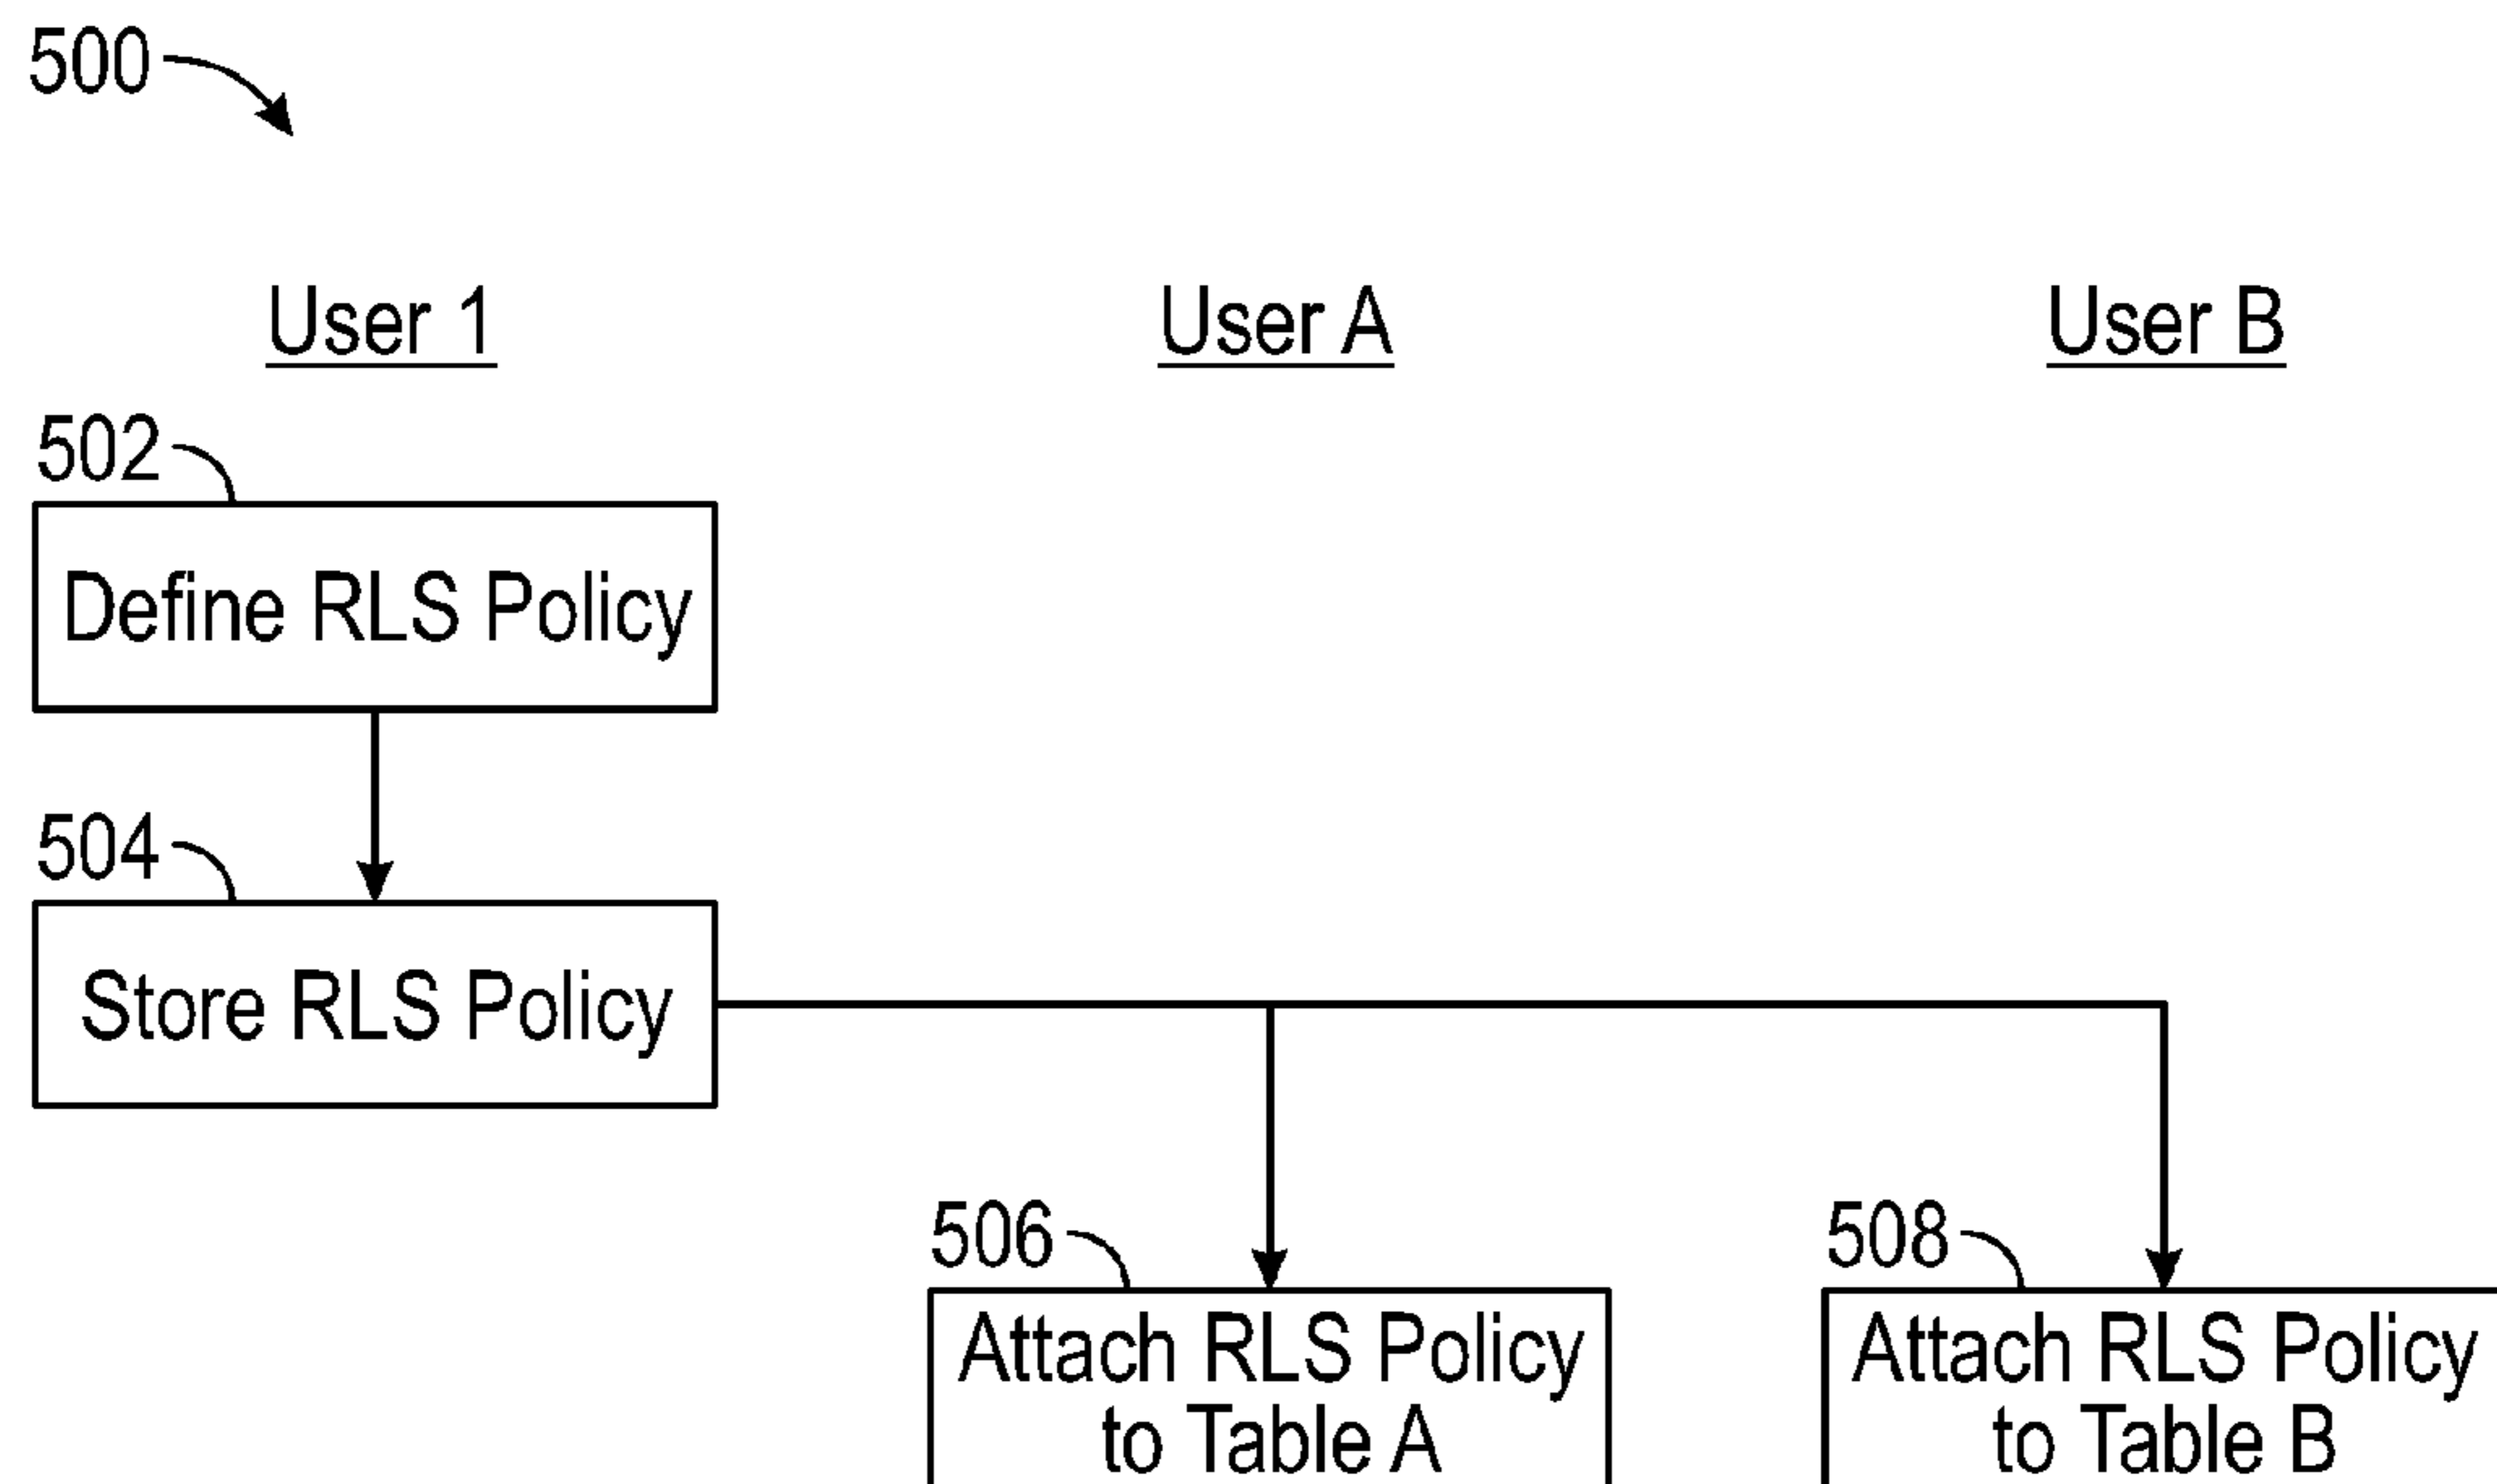 500
User 1
User A
User B
502
Define RLS Policy
504
Store RLS Policy
506
508
Attach RLS Policy
to Table A
Attach RLS Policy
to Table B